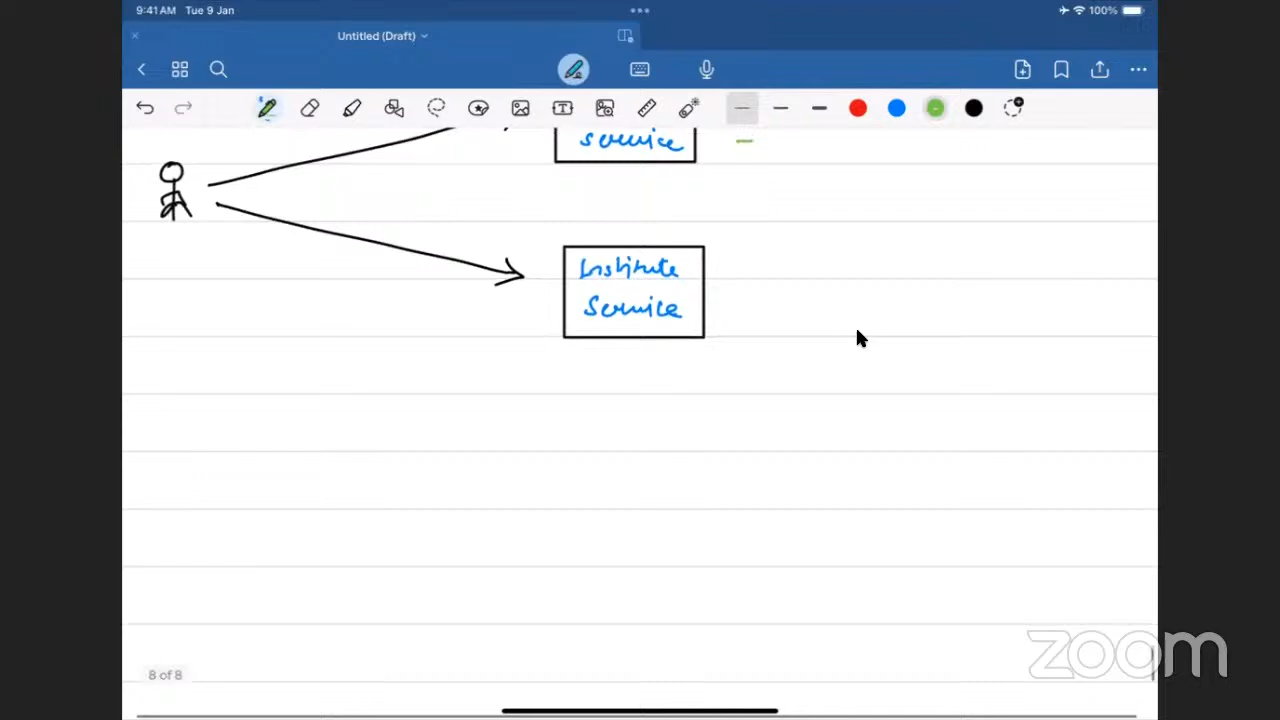 9:41 AM Tue 9 Jan
100%
Untitled (Draft)
service
Institute
Service
8 of 8
zoom